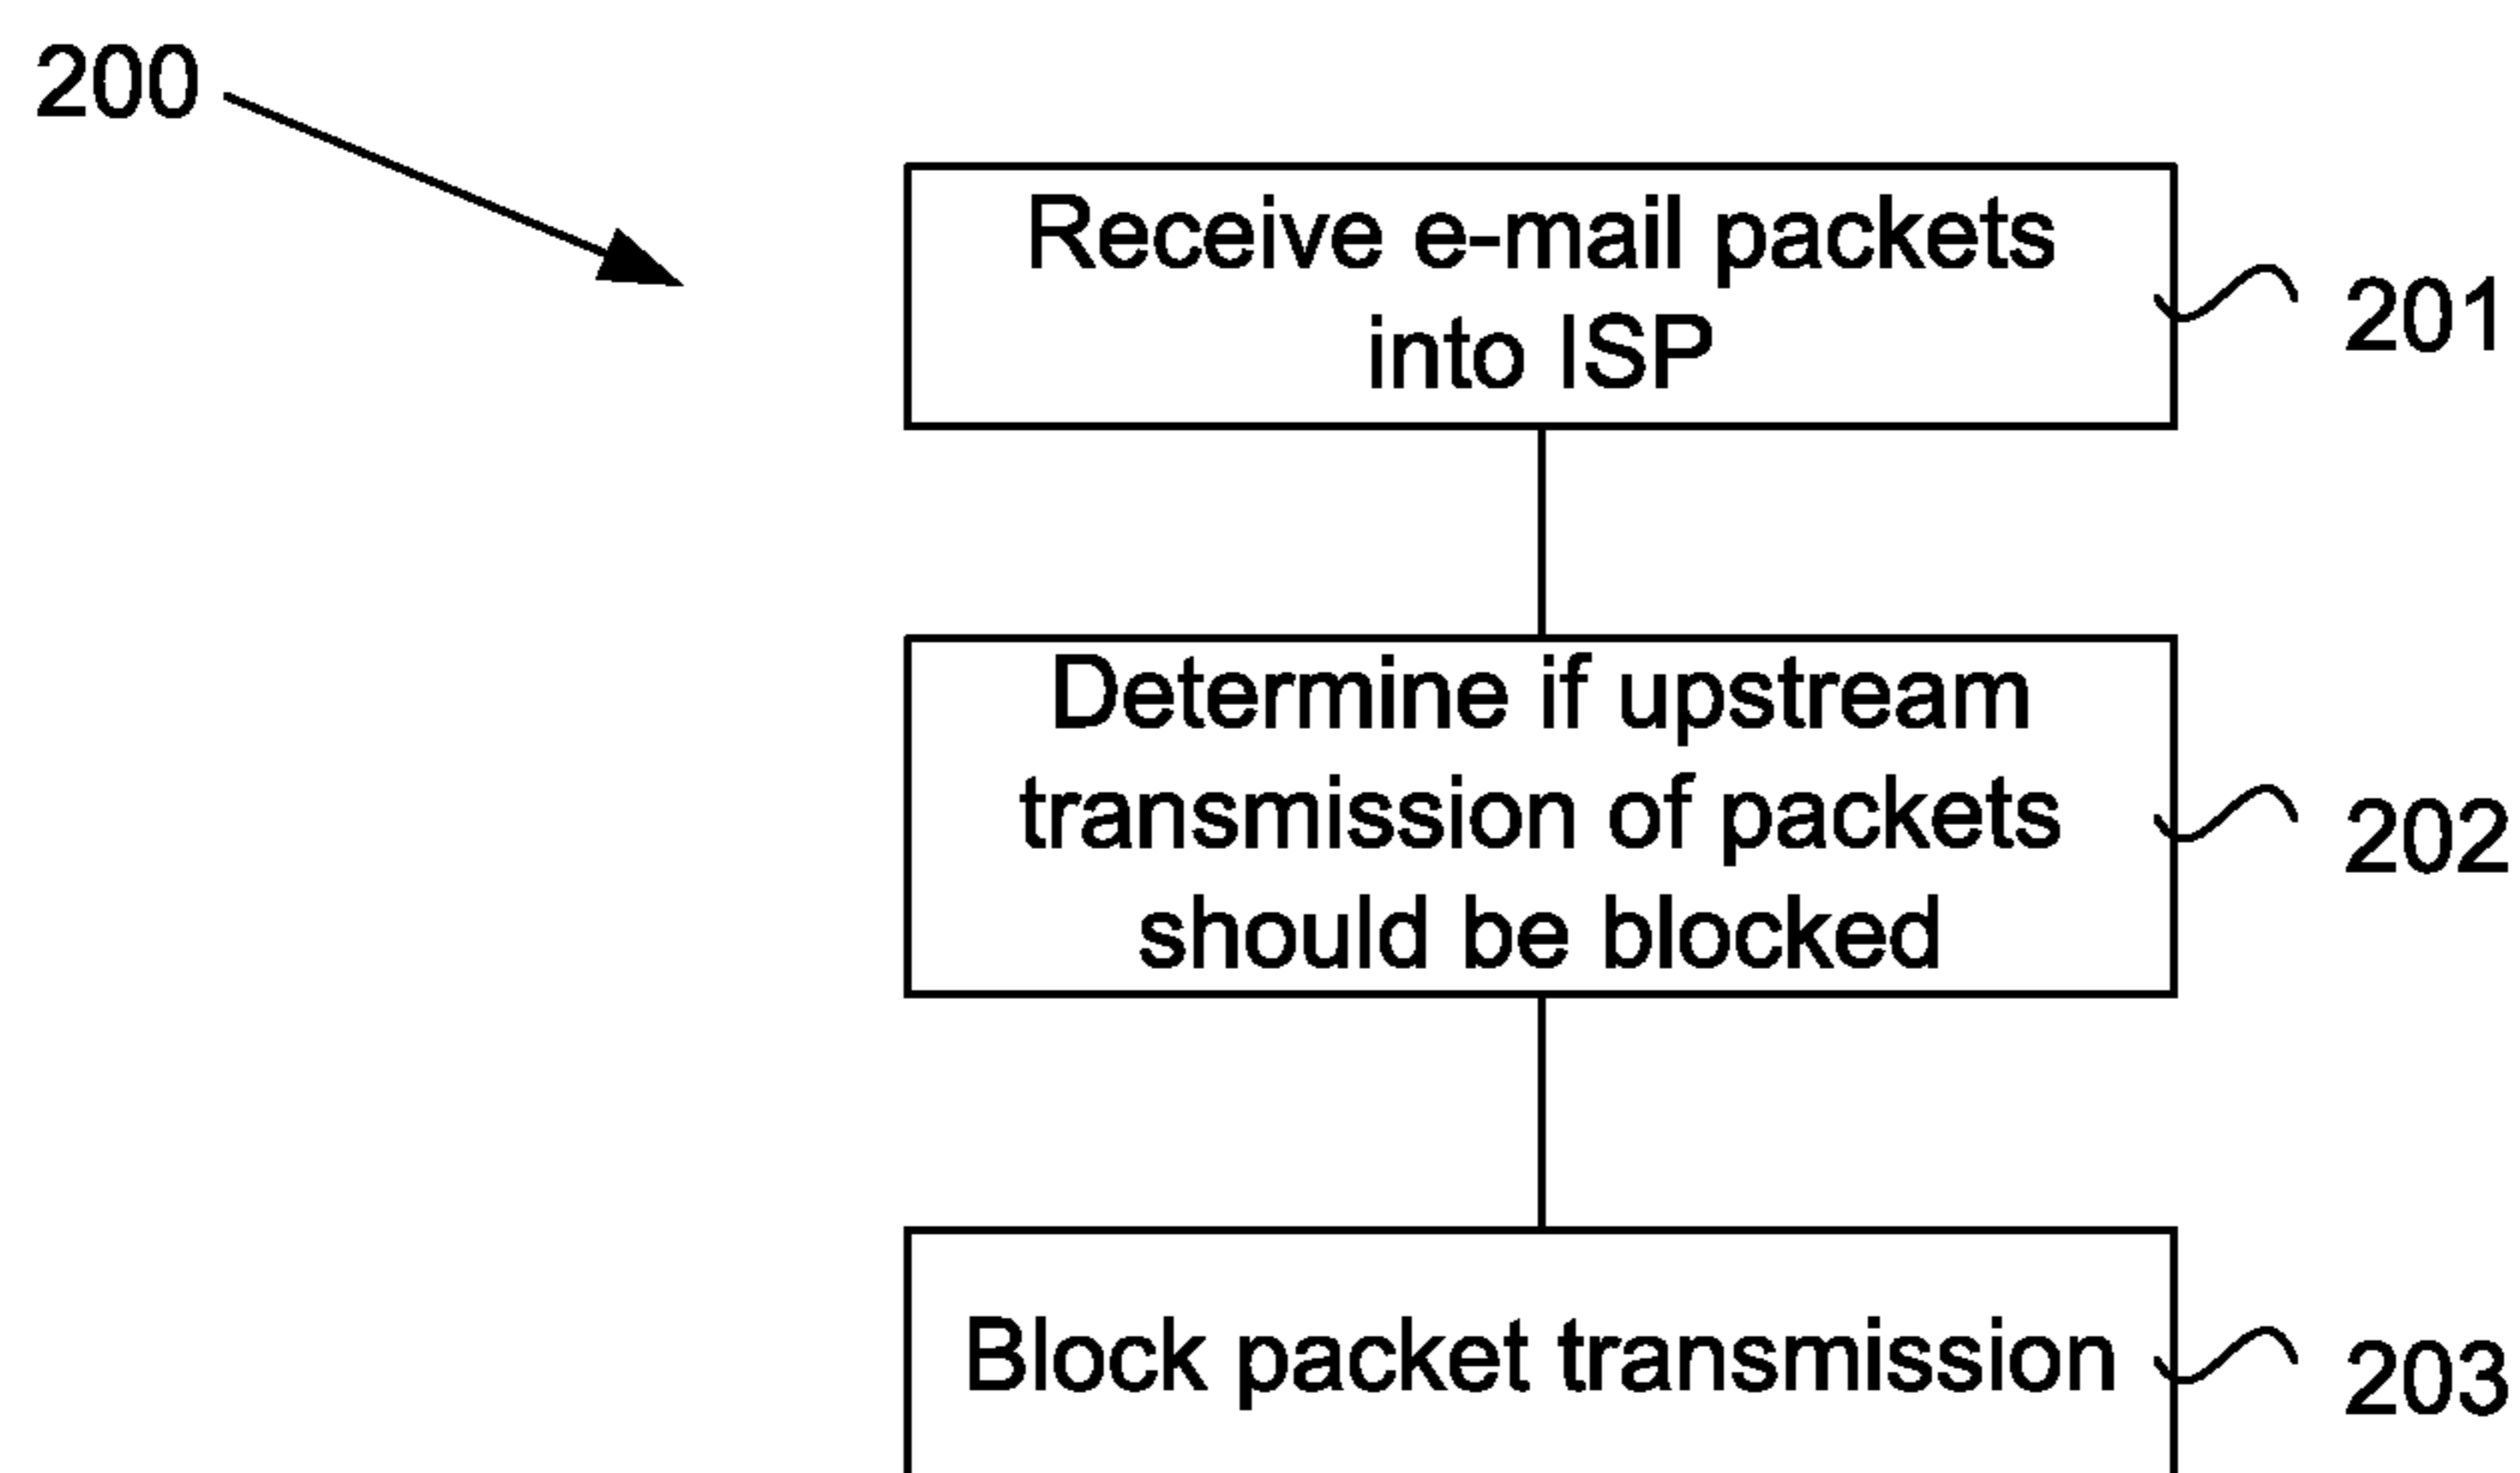 200
Receive e-mail packets
into ISP
201
Determine if upstream
transmission of packets
should be blocked
202
Block packet transmission
203